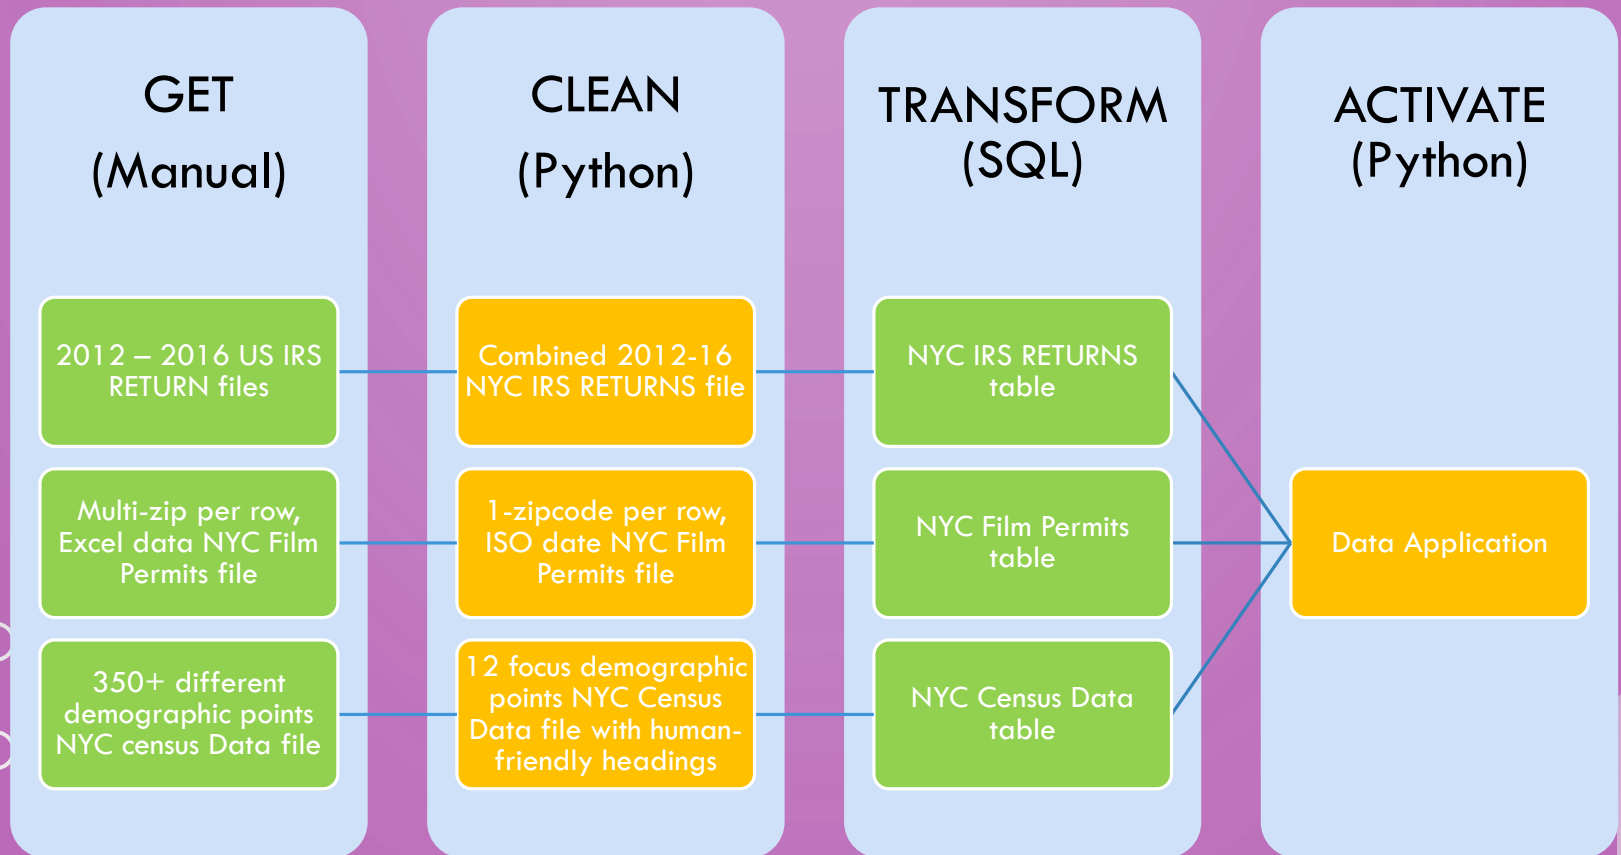 GET
(Manual)
2012 – 2016 US IRS
RETURN files
Multi-zip per row,
Excel data NYC Film
Permits file
350+ different
demographic points
NYC census Data file
CLEAN
(Python)
Combined 2012-16
NYC IRS RETURNS file
1-zipcode per row,
ISO date NYC Film
Permits file
12 focus demographic
points NYC Census
Data file with human-
friendly headings
TRANSFORM
(SQL)
NYC IRS RETURNS
table
NYC Film Permits
table
NYC Census Data
table
ACTIVATE
(Python)
Data Application